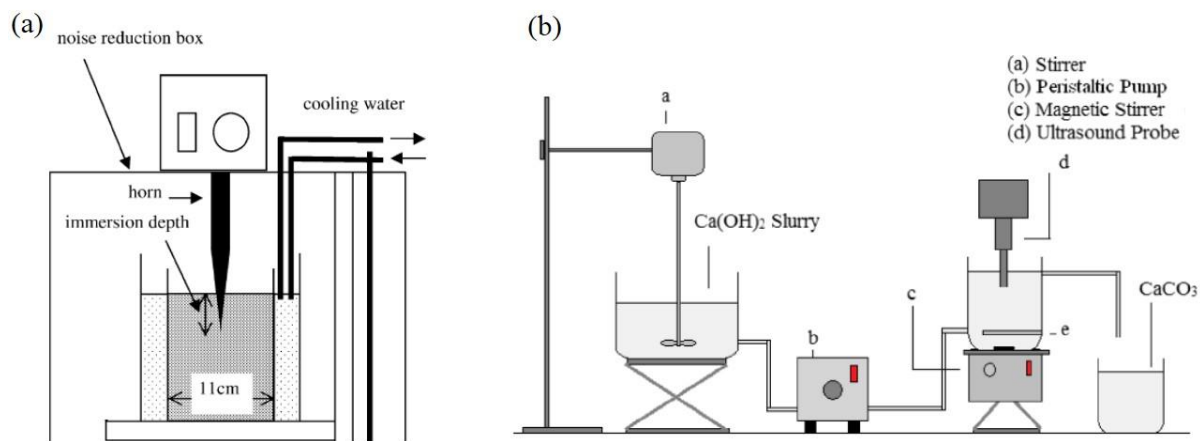 (a)
noise reduction box
cooling water
horn
immersion depth
11cm
(b)
(a) Stirrer
(b) Peristaltic Pump
(c) Magnetic Stirrer
(d) Ultrasound Probe
a
d
Ca(OH)₂ Slurry
c
CaCO₃
b
e